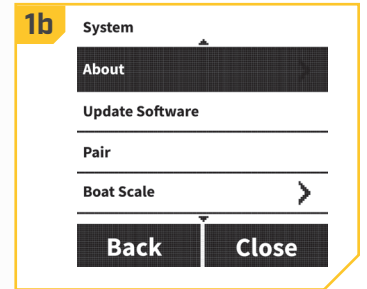 1b
System
About
Update Software
Pair
Boat Scale
Back Close